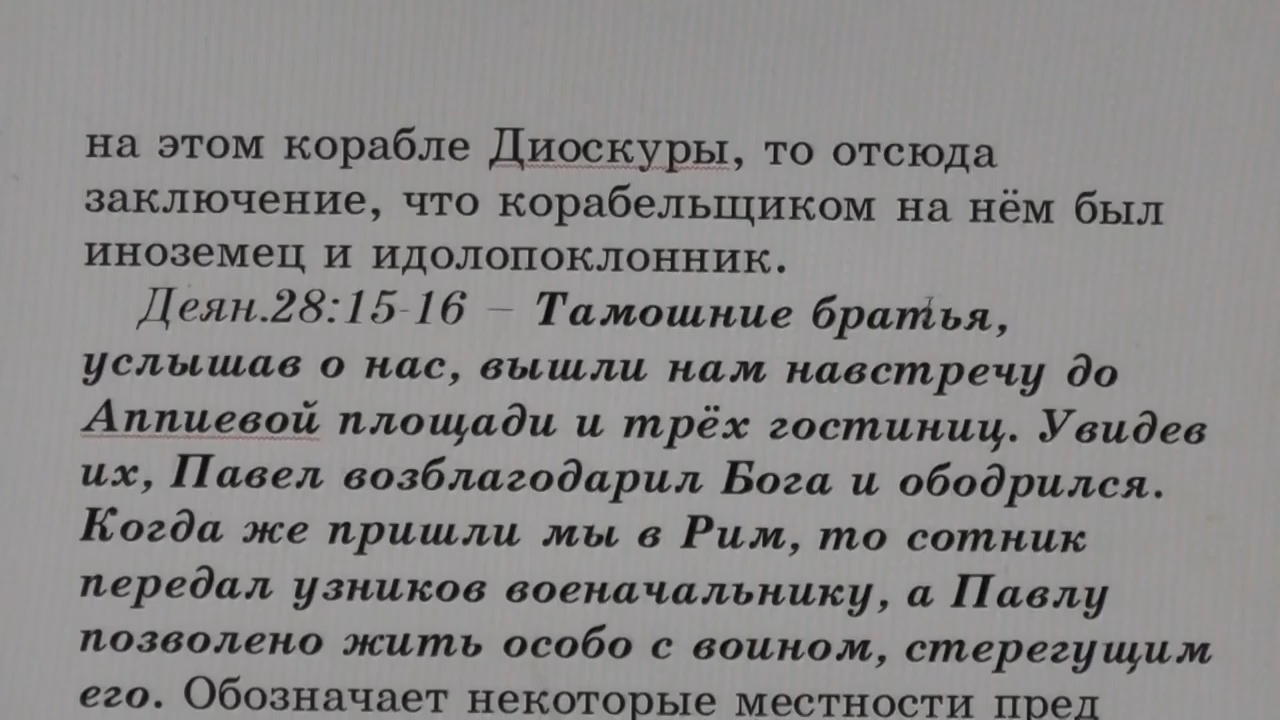 на этом корабле Диоскуры, то отсюда
заключение, что корабельщиком на нём был
иноземец и идолопоклонник.
Деян.28:15-16 – Тамошние братья,
услышав о нас, вышли нам навстречу до
Аппиевой площади и трёх гостиниц. Увидев
их, Павел возблагодарил Бога и ободрился.
Когда же пришли мы в Рим, то сотник
передал узников военачальнику, а Павлу
позволено жить особо с воином, стерегущим
его. Обозначает некоторые местности пред